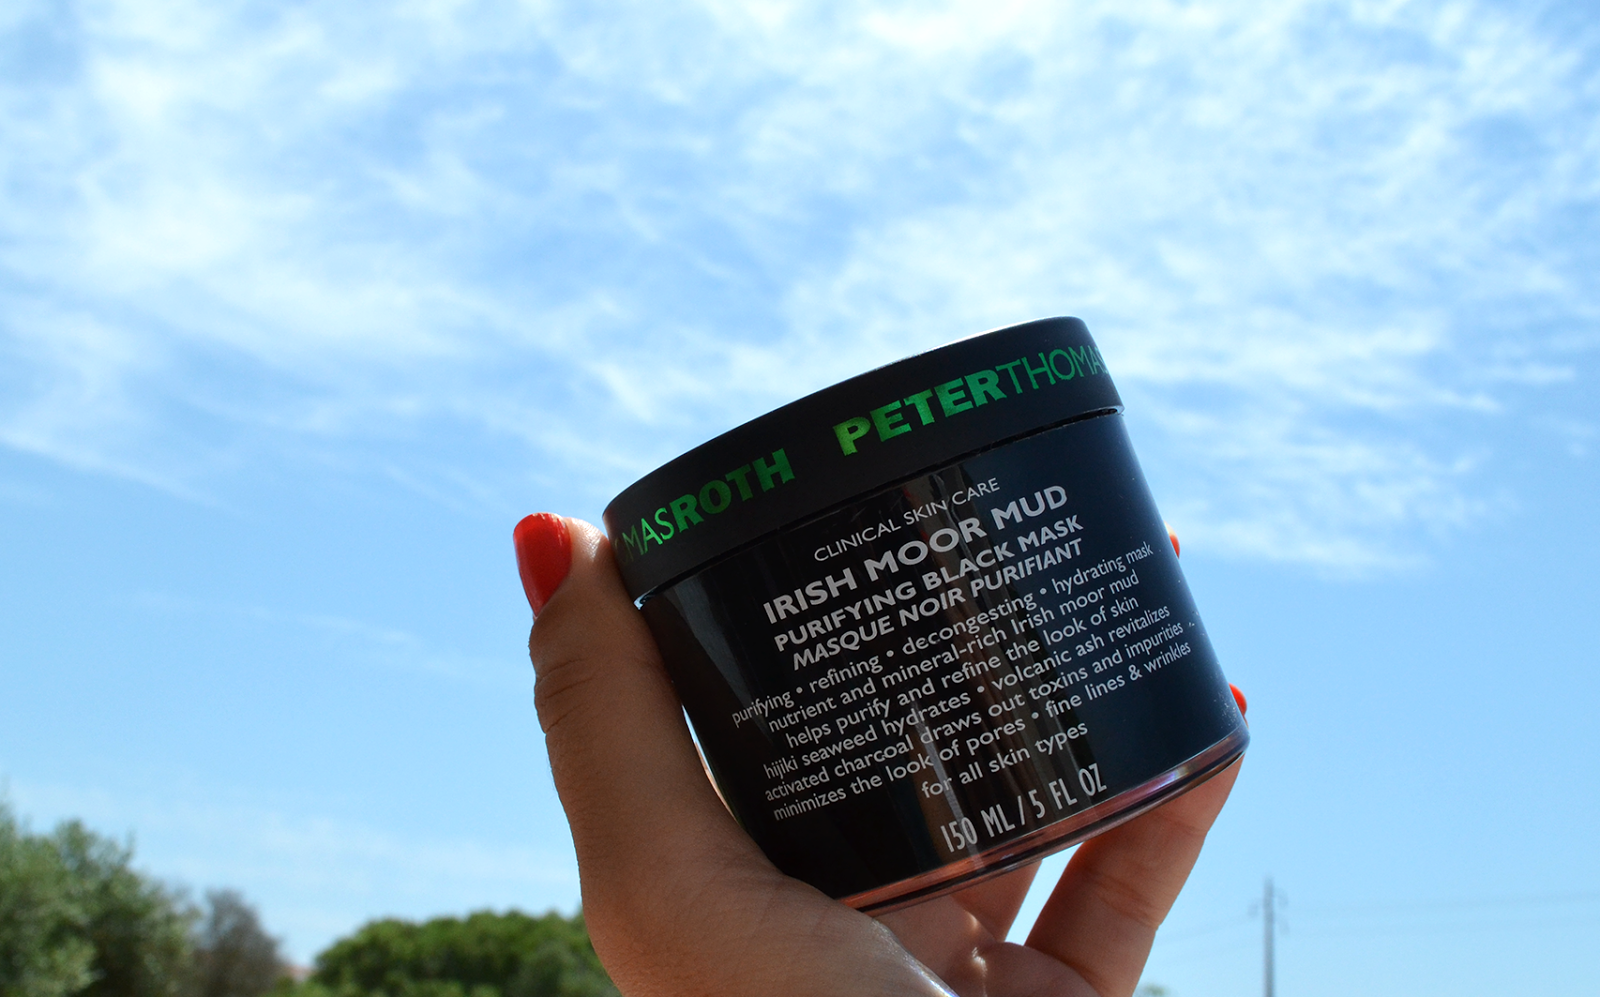 MASROTH PETERTHOMAS
CLINICAL SKIN CARE
IRISH MOOR MUD
PURIFYING BLACK MASK
MASQUE NOIR PURIFIANT
purifying • refining • decongesting • hydrating mask
nutrient and mineral-rich Irish moor mud
helps purify and refine the look of skin
hijiki seaweed hydrates • volcanic ash revitalizes
activated charcoal draws out toxins and impurities
minimizes the look of pores • fine lines & wrinkles
for all skin types
150 ML / 5 FL OZ